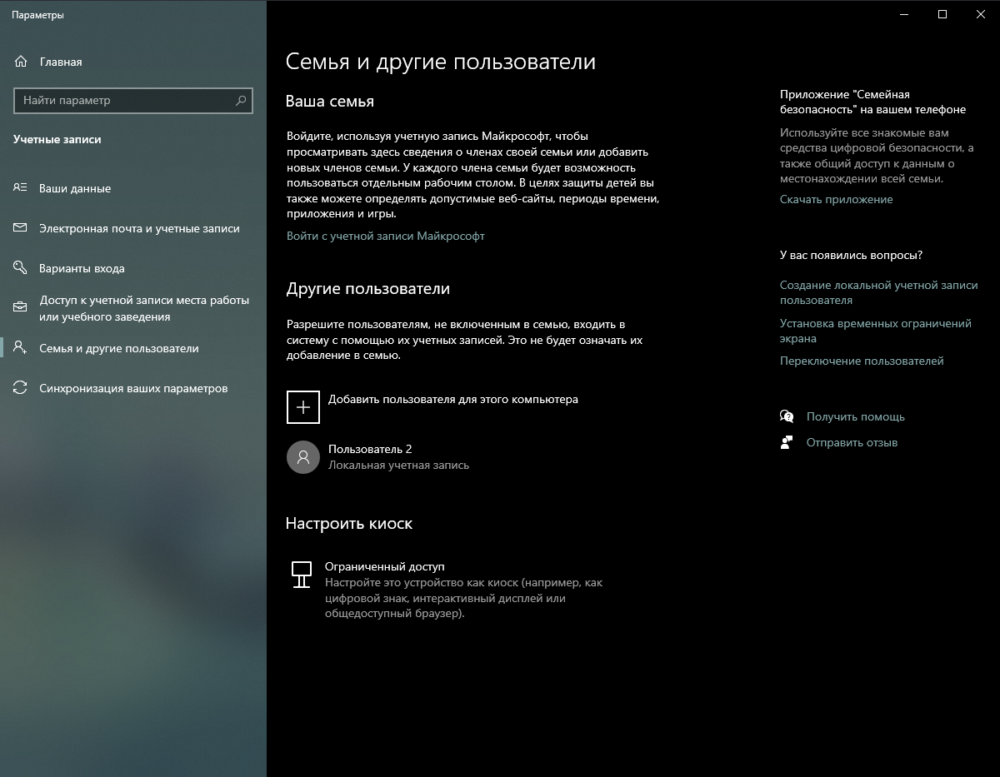 Параметры
Главная
Найти параметр
Учетные записи
Ваши данные
Электронная почта и учетные записи
Варианты входа
Доступ к учетной записи места работы
или учебного заведения
Семья и другие пользователи
Синхронизация ваших параметров
Семья и другие пользователи
Ваша семья
Войдите, используя учетную запись Майкрософт, чтобы
просматривать здесь сведения о членах своей семьи или добавить
новых членов семьи. У каждого члена семьи будет возможность
пользоваться отдельным рабочим столом. В целях защиты детей вы
также можете определять допустимые веб-сайты, периоды времени,
приложения и игры.
Войти с учетной записи Майкрософт
Другие пользователи
Разрешите пользователям, не включенным в семью, входить в
систему с помощью их учетных записей. Это не будет означать их
добавление в семью.
Добавить пользователя для этого компьютера
Пользователь 2
Локальная учетная запись
Настроить киоск
Ограниченный доступ
Настройте это устройство как киоск (например, как
цифровой знак, интерактивный дисплей или
общедоступный браузер).
Приложение "Семейная
безопасность" на вашем телефоне
Используйте все знакомые вам
средства цифровой безопасности, а
также общий доступ к данным о
местонахождении всей семьи.
Скачать приложение
У вас появились вопросы?
Создание локальной учетной записи
пользователя
Установка временных ограничений
экрана
Переключение пользователей
Получить помощь
Отправить отзыв